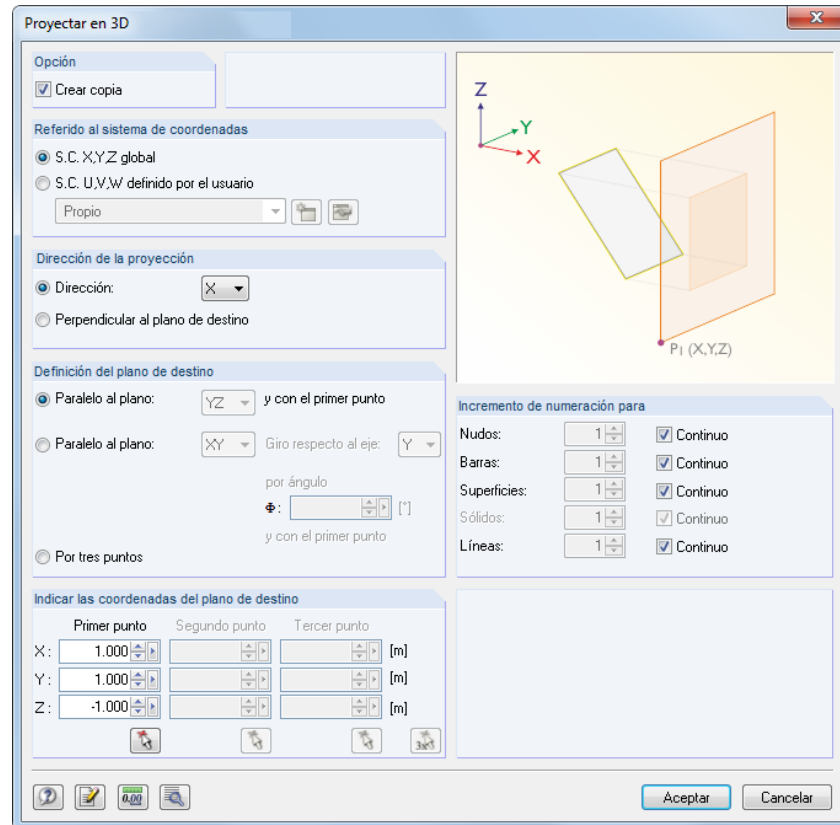 Proyectar en 3D
Opción
Crear copia
Referido al sistema de coordenadas
S.C. X,Y,Z global
S.C. U,V,W definido por el usuario
Propio
Dirección de la proyección
Dirección: X
Perpendicular al plano de destino
Definición del plano de destino
Paralelo al plano: YZ y con el primer punto
Paralelo al plano: XY Giro respecto al eje: Y
por ángulo
Φ: [°]
y con el primer punto
Por tres puntos
Indicar las coordenadas del plano de destino
Primer punto Segundo punto Tercer punto
X: 1.000 [m]
Y: 1.000 [m]
Z: -1.000 [m]
3x
Z
Y
X
P1 (X,Y,Z)
Incremento de numeración para
Nudos: 1 Continuo
Barras: 1 Continuo
Superficies: 1 Continuo
Sólidos: 1 Continuo
Líneas: 1 Continuo
0.00
Aceptar Cancelar